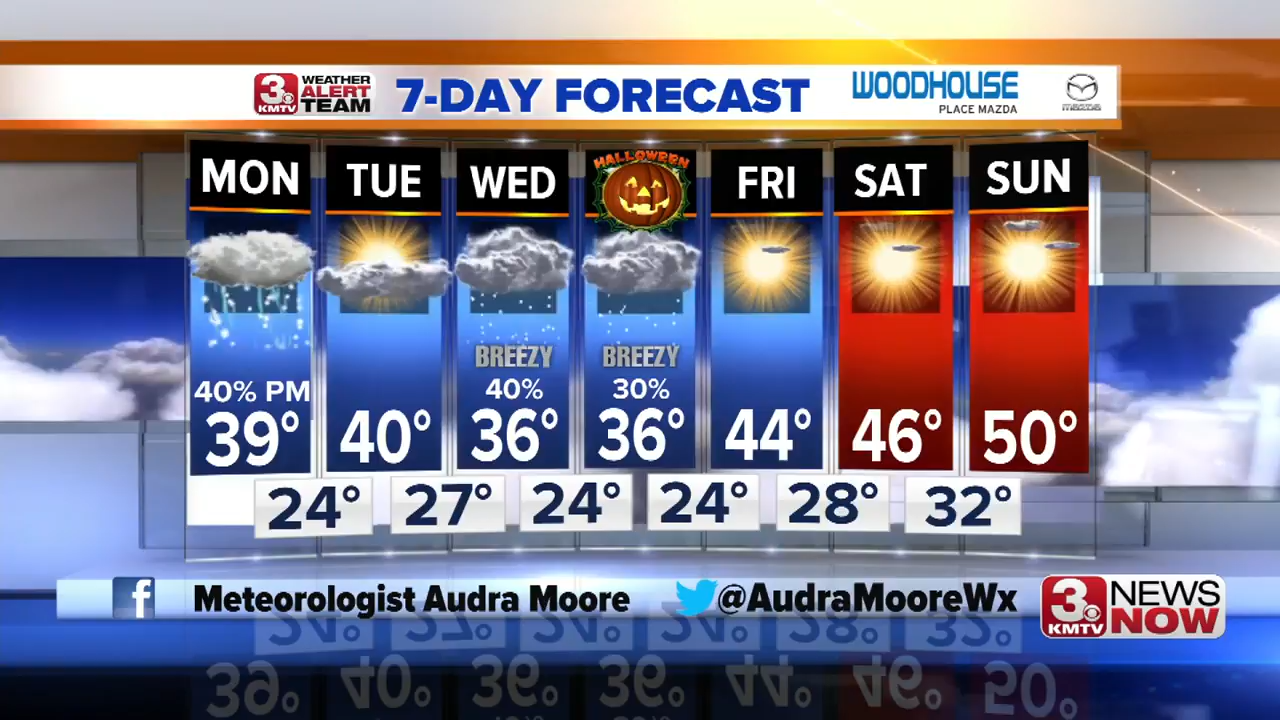 3 KMTV
WEATHER
ALERT
TEAM
7-DAY FORECAST
WOODHOUSE
PLACE MAZDA
mazda
MON TUE WED HALLOWEEN FRI SAT SUN
BREEZY BREEZY
40% PM 40% 30%
39° 40° 36° 36° 44° 46° 50°
24° 27° 24° 24° 28° 32°
f Meteorologist Audra Moore @AudraMooreWx
3 KMTV
NEWS
NOW